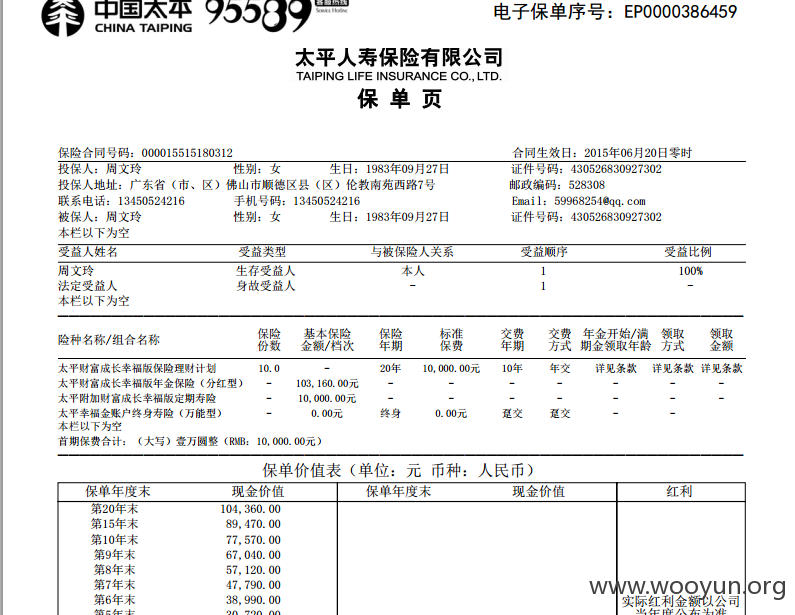 中国太平 95589 客服热线
CHINA TAIPING Service Hotline
电子保单序号：EP0000386459
太平人寿保险有限公司
TAIPING LIFE INSURANCE CO.,LTD.
保 单 页
保险合同号码：000015515180312 合同生效日：2015年06月20日零时
投保人：周文玲 性别：女 生日：1983年09月27日 证件号码：430526830927302
投保人地址：广东省（市、区）佛山市顺德区县（区）伦教南苑西路7号 邮政编码：528308
联系电话：13450524216 手机号码：13450524216 Email：59968254@qq.com
被保人：周文玲 性别：女 生日：1983年09月27日 证件号码：430526830927302
本栏以下为空
受益人姓名 受益类型 与被保险人关系 受益顺序 受益比例
周文玲 生存受益人 本人 1 100%
法定受益人 身故受益人 - 1 -
本栏以下为空
险种名称/组合名称 保险份数 基本保险金额/档次 保险年期 标准保费 交费年期 交费方式 年金开始/满期金领取年龄 领取方式 领取金额
太平财富成长幸福版保险理财计划 10.0 - 20年 10,000.00元 10年 年交 详见条款 详见条款 详见条款
太平财富成长幸福版年金保险（分红型） - 103,160.00元 - - - - - - -
太平附加财富成长幸福版定期寿险 - 10,000.00元 - - - - - - -
太平幸福金账户终身寿险（万能型） - 0.00元 终身 0.00元 趸交 趸交 - -
本栏以下为空
首期保费合计：（大写）壹万圆整（RMB：10,000.00元）
保单价值表（单位：元 币种：人民币）
保单年度末 现金价值 保单年度末 现金价值 红利
第20年末 104,360.00
第15年末 89,470.00
第10年末 77,570.00
第9年末 67,040.00
第8年末 57,120.00
第7年末 47,790.00
www.wooyun.org
第6年末 38,990.00 实际红利金额以公司
第5年末 30,720.00 当年度公布为准